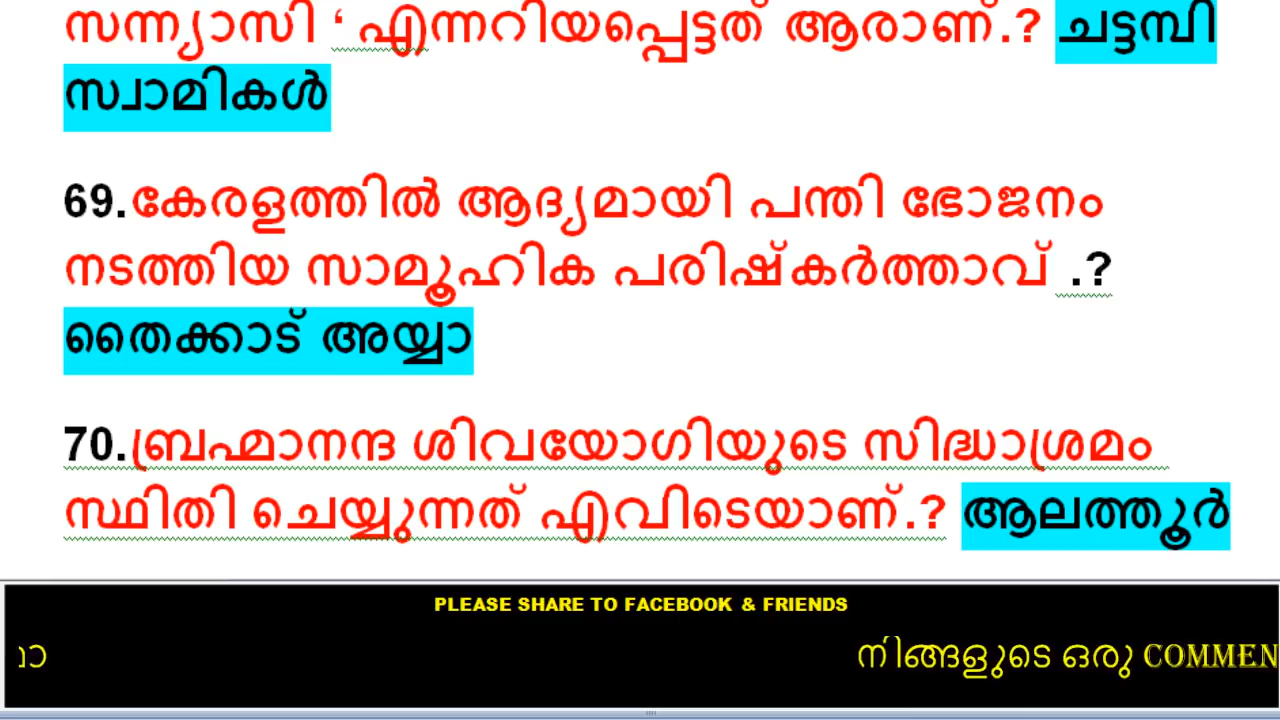 സന്ന്യാസി ‘ എന്നറിയപ്പെട്ടത് ആരാണ്.? ചട്ടമ്പി
സ്വാമികൾ
69.കേരളത്തിൽ ആദ്യമായി പന്തി ഭോജനം
നടത്തിയ സാമൂഹിക പരിഷ്കർത്താവ് .?
തൈക്കാട് അയ്യാ
70.ബ്രഹ്മാനന്ദ ശിവയോഗിയുടെ സിദ്ധാശ്രമം
സ്ഥിതി ചെയ്യുന്നത് എവിടെയാണ്.? ആലത്തൂർ
PLEASE SHARE TO FACEBOOK & FRIENDS
നിങ്ങളുടെ ഒരു COMMEN